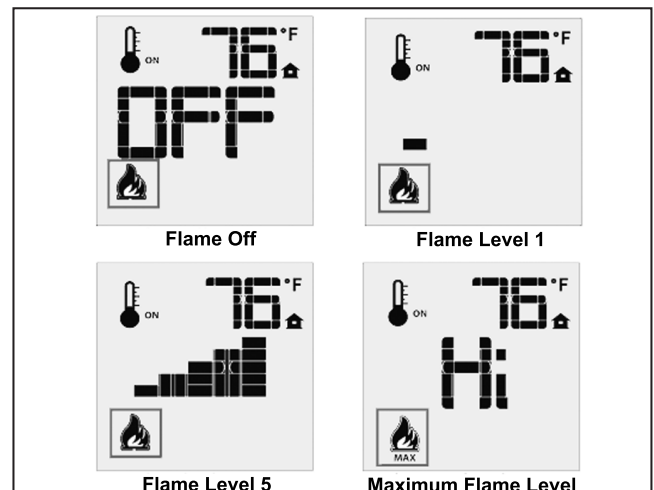 ON 76 °F
OFF
Flame Off
ON 76 °F
Flame Level 1
ON 76 °F
Flame Level 5
ON 76 °F
Hi
MAX
Maximum Flame Level